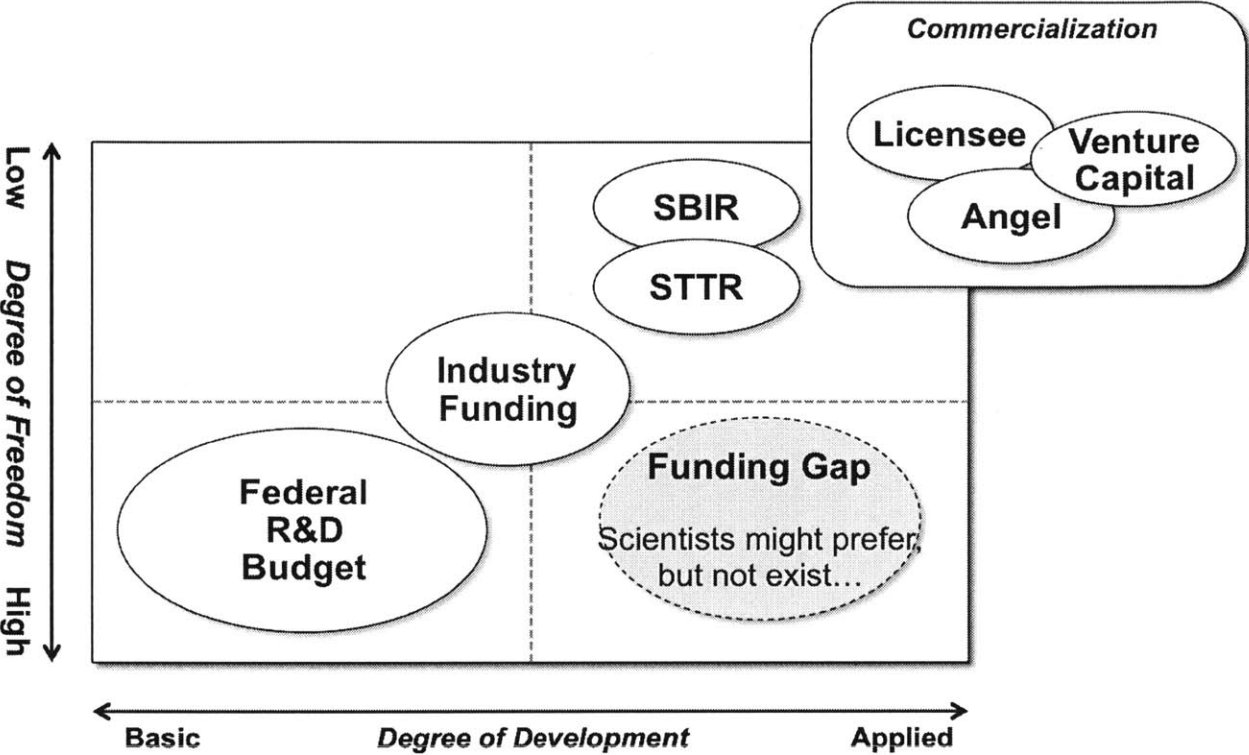 Commercialization
Licensee
Venture
Capital
Angel
Low
Degree of Freedom
High
SBIR
STTR
Industry
Funding
Federal
R&D
Budget
Funding Gap
Scientists might prefer,
but not exist...
Basic
Degree of Development
Applied